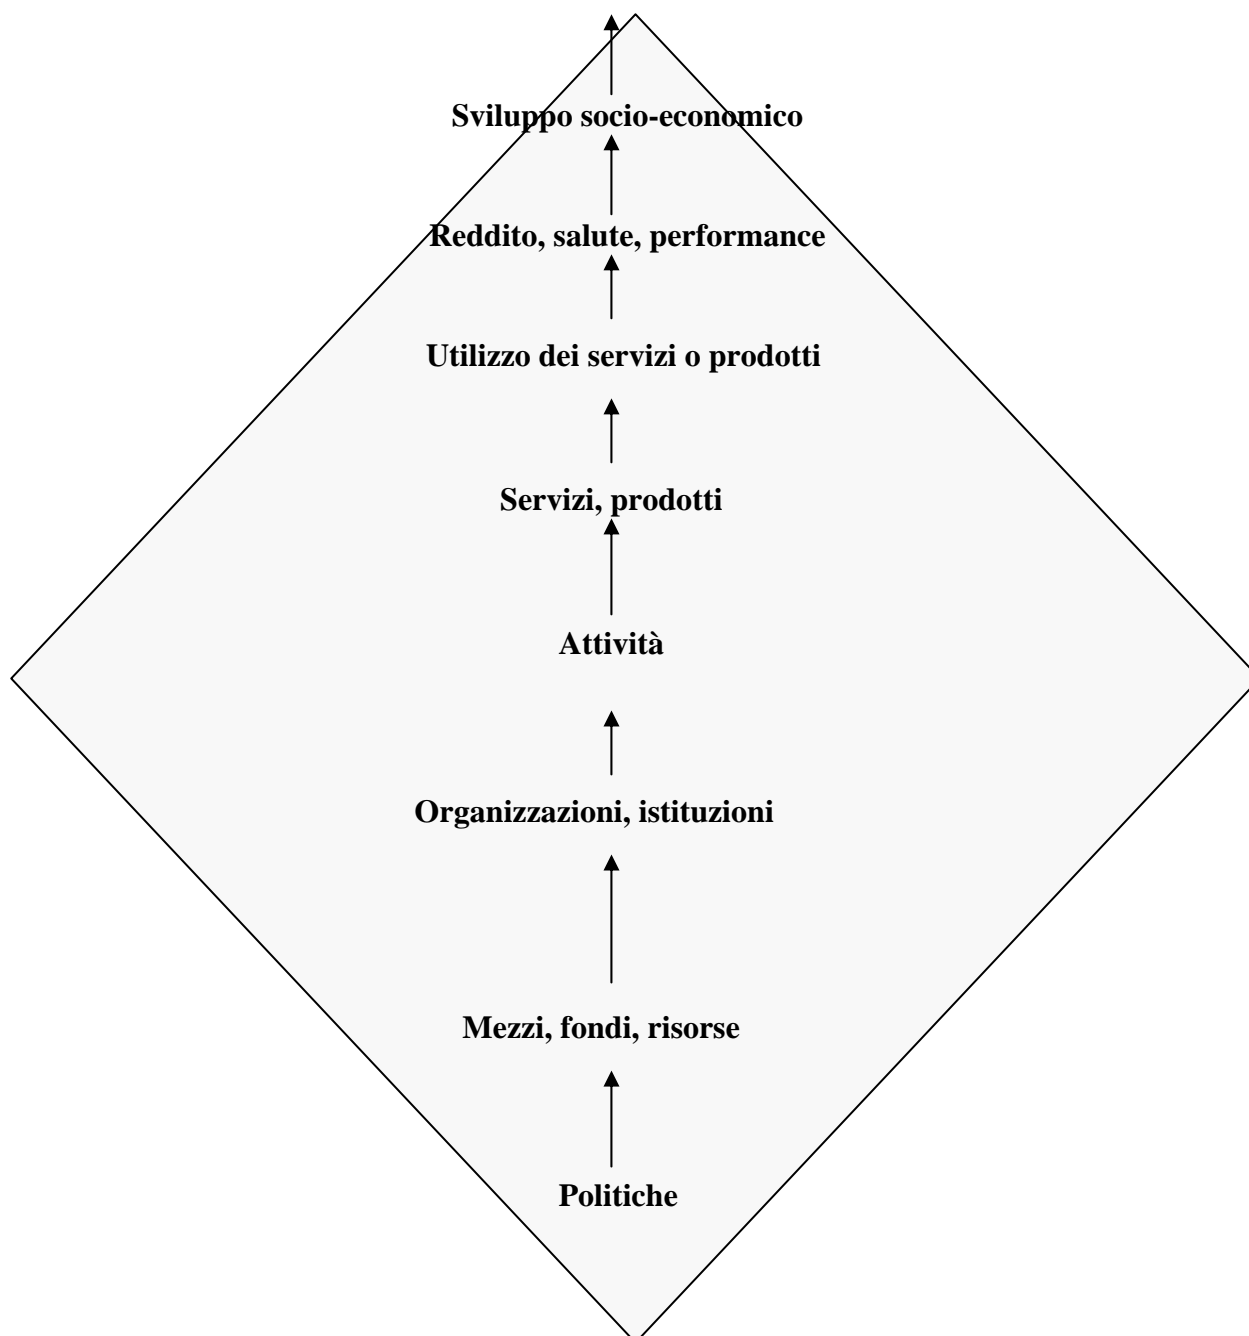 Sviluppo socio-economico
Reddito, salute, performance
Utilizzo dei servizi o prodotti
Servizi, prodotti
Attività
Organizzazioni, istituzioni
Mezzi, fondi, risorse
Politiche